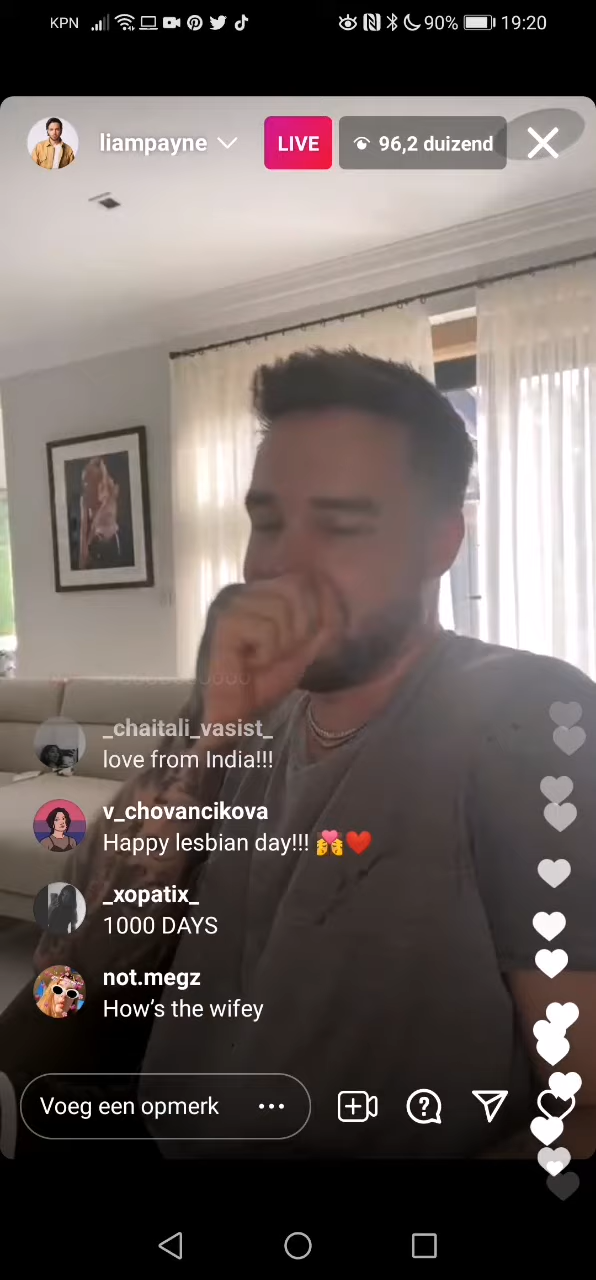 KPN 90% 19:20
liampayne LIVE 96,2 duizend
_chaitali_vasist_
love from India!!!
v_chovancikova
Happy lesbian day!!! 👩‍❤️‍💋‍👩❤️
_xopatix_
1000 DAYS
not.megz
How’s the wifey
Voeg een opmerk